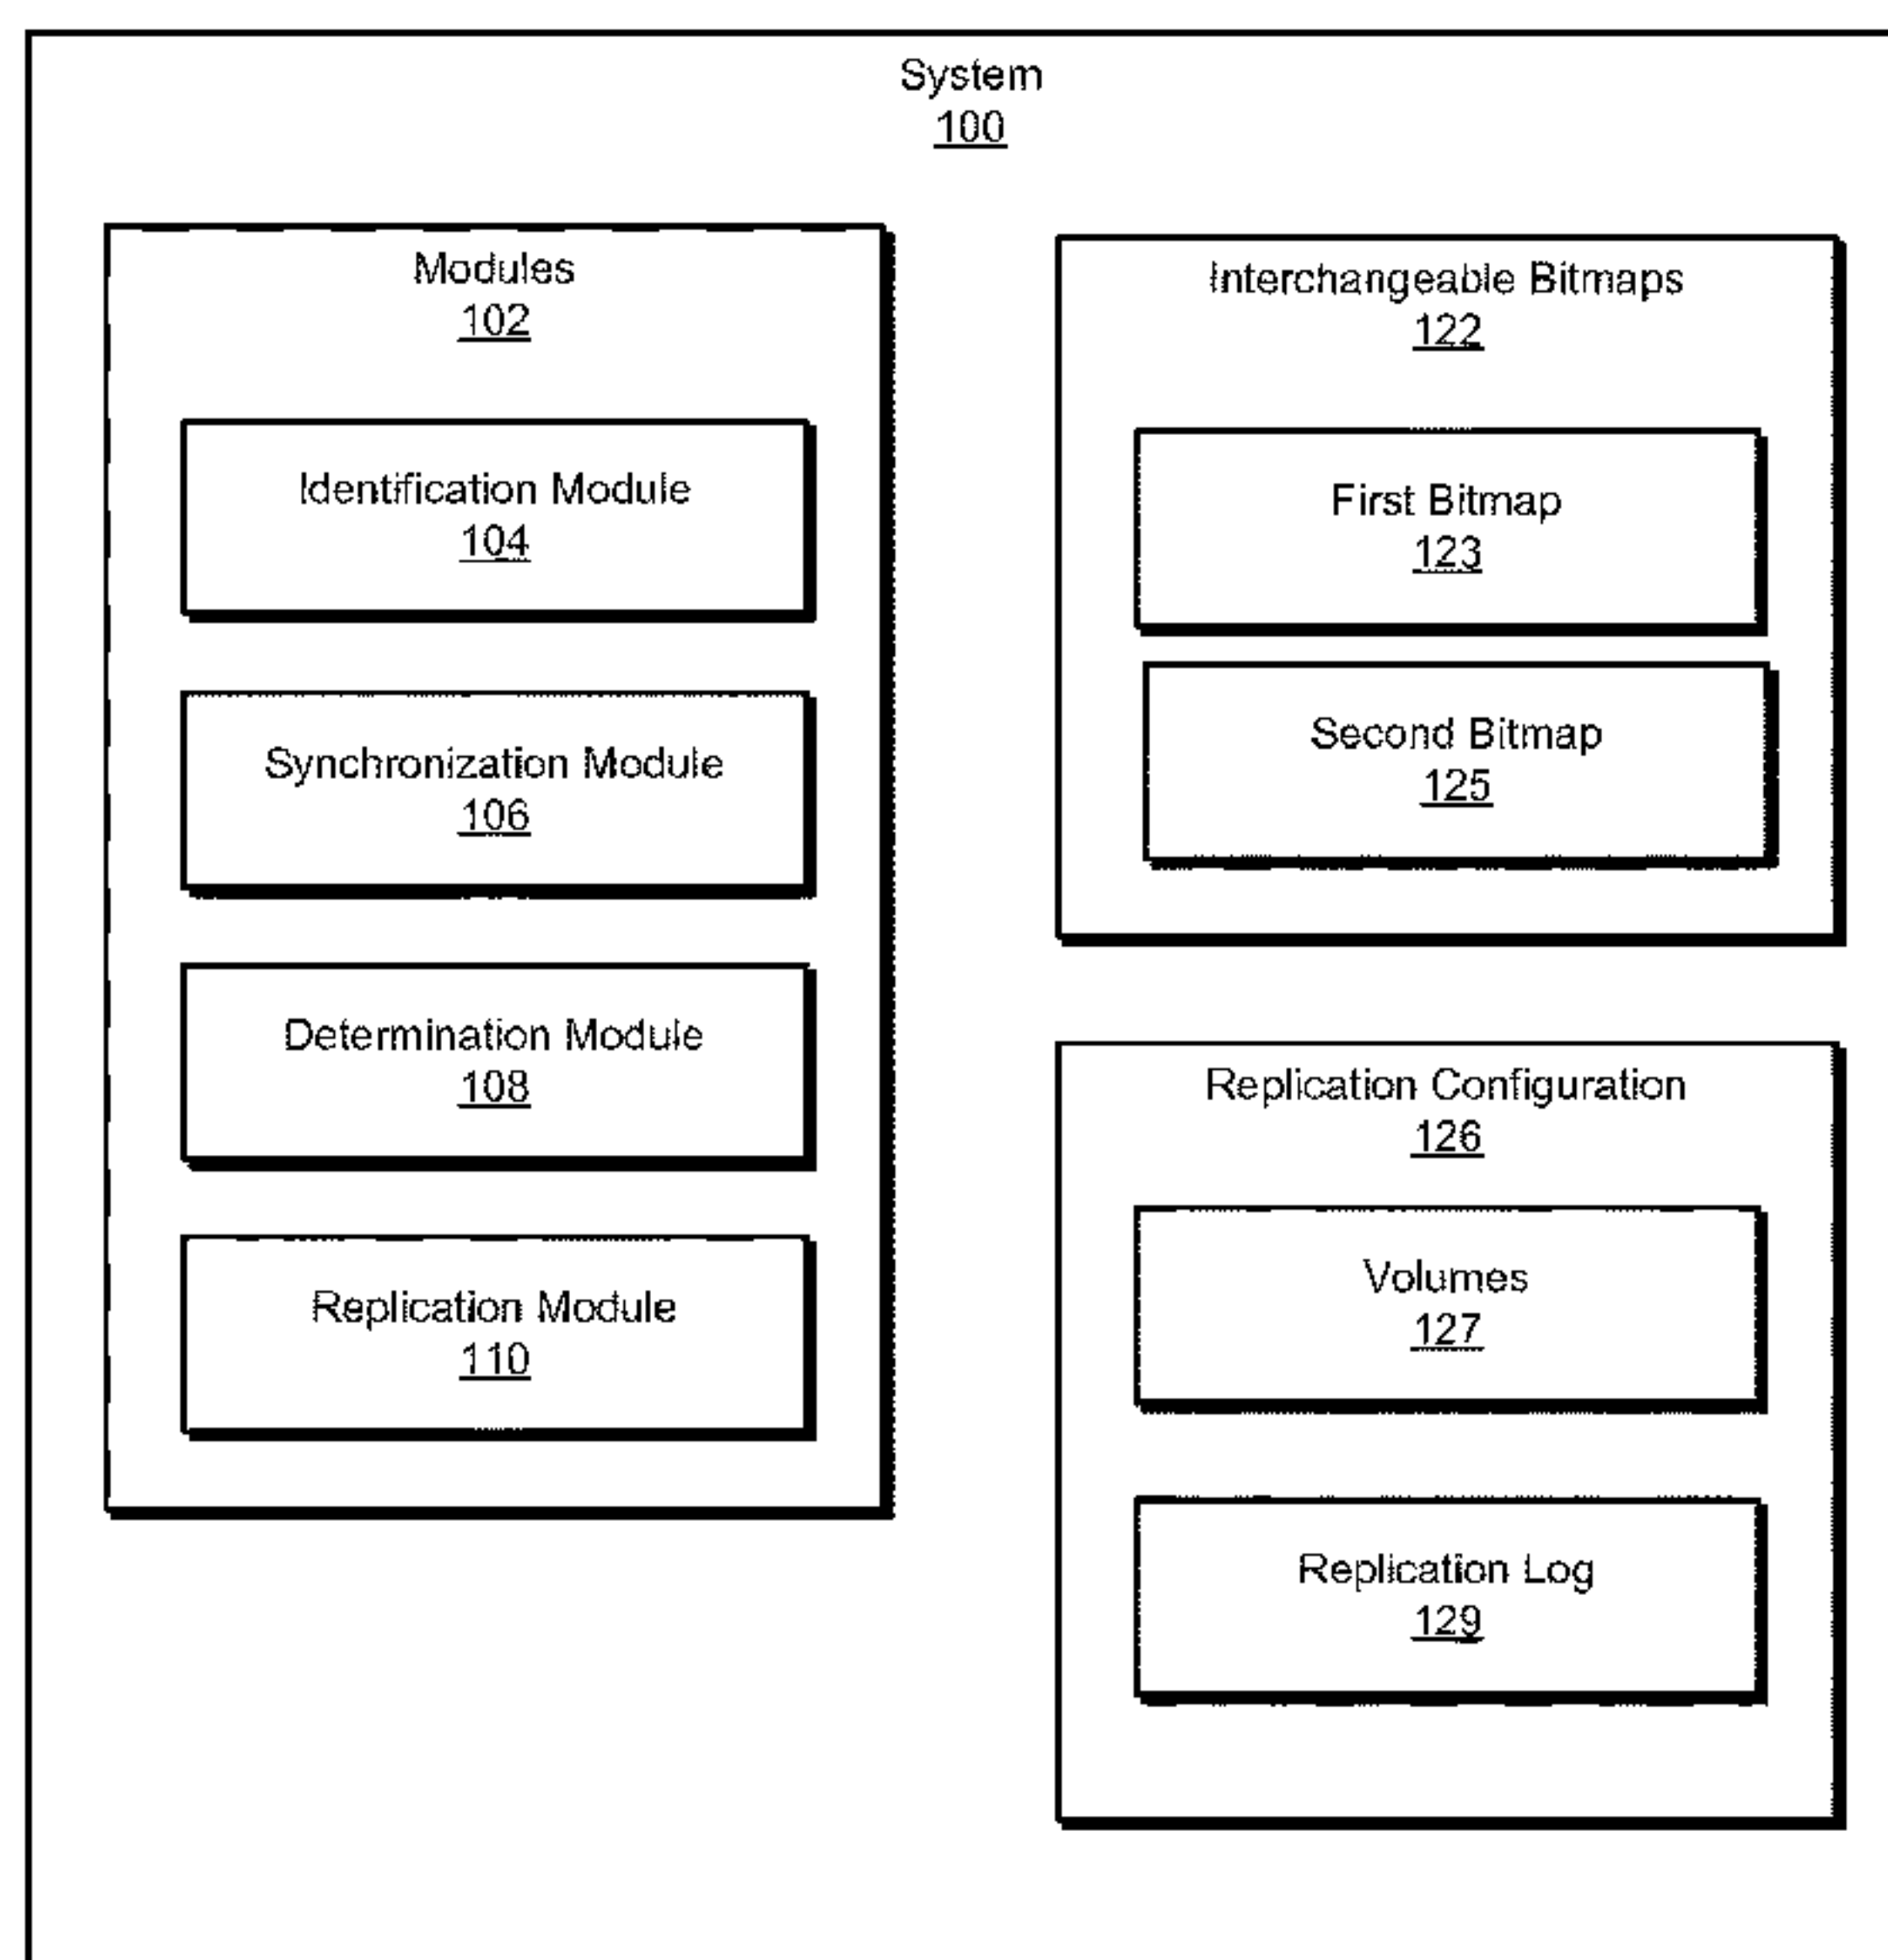 System
100
Modules
102
Identification Module
104
Synchronization Module
106
Determination Module
108
Replication Module
110
Interchangeable Bitmaps
122
First Bitmap
123
Second Bitmap
125
Replication Configuration
126
Volumes
127
Replication Log
129